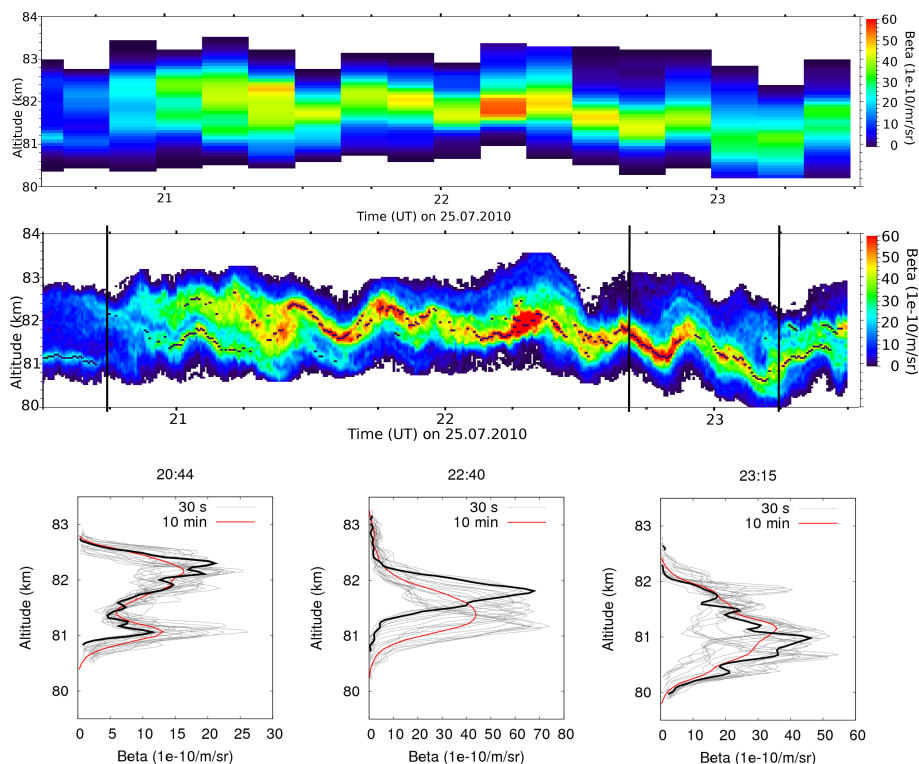 84
83
82
81
80
Altitude (km)
21
22
23
Time (UT) on 25.07.2010
60
50
40
30
20
10
0
Beta (1e-10/mr/sr)
84
83
82
81
80
Altitude (km)
21
22
23
Time (UT) on 25.07.2010
60
50
40
30
20
10
0
Beta (1e-10/m/sr)
20:44
30 s
10 min
83
82
81
80
Altitude (km)
0 5 10 15 20 25 30
Beta (1e-10/m/sr)
22:40
30 s
10 min
83
82
81
80
Altitude (km)
0 10 20 30 40 50 60 70 80
Beta (1e-10/m/sr)
23:15
30 s
10 min
83
82
81
80
Altitude (km)
0 10 20 30 40 50 60
Beta (1e-10/m/sr)